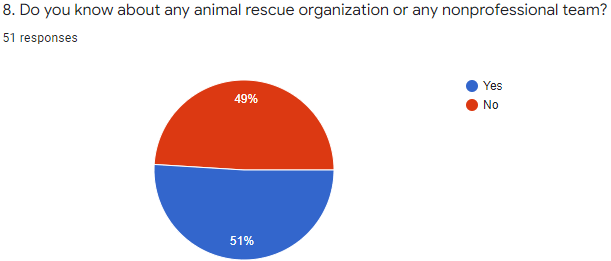 8. Do you know about any animal rescue organization or any nonprofessional team?
51 responses
49%
51%
Yes
No